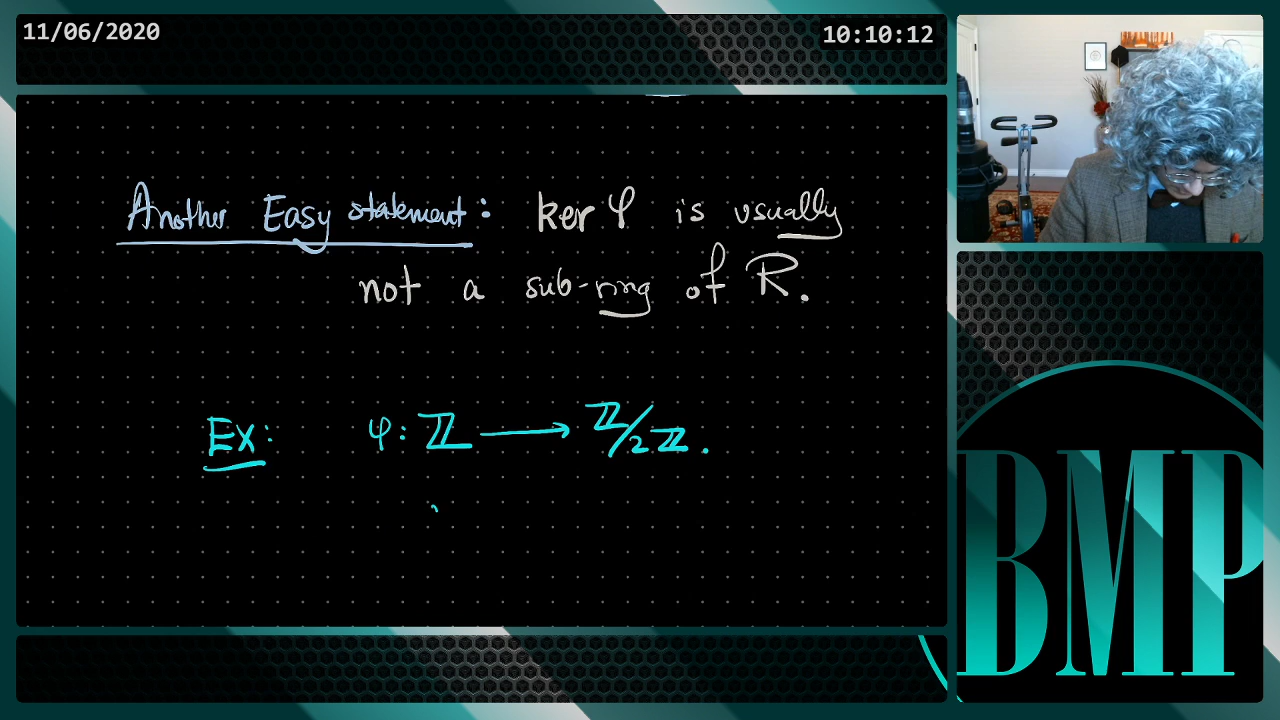 11/06/2020
10:10:12
Another Easy statement: ker φ is usually
not a sub-ring of R.
Ex: φ: ℤ ⟶ ℤ/2ℤ.
BMP